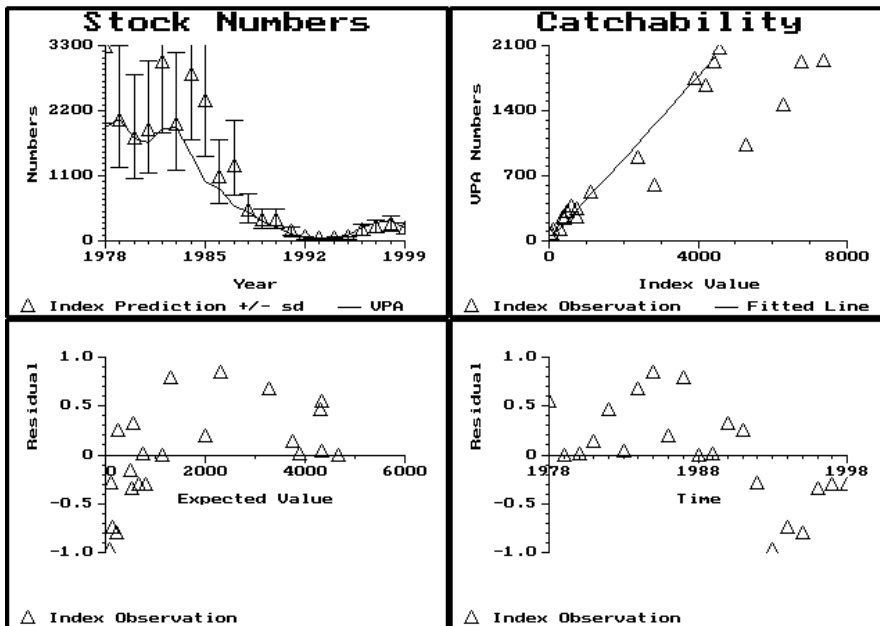 Stock Numbers
3300
2200
1100
0
Numbers
1978 1985 1992 1999
Year
Index Prediction +/- sd VPA
Catchability
2100
1400
700
0
VPA Numbers
0 4000 8000
Index Value
Index Observation Fitted Line
1.0
0.5
0
-0.5
-1.0
Residual
0 2000 4000 6000
Expected Value
Index Observation
1.0
0.5
0
-0.5
-1.0
Residual
1978 1988 1998
Time
Index Observation